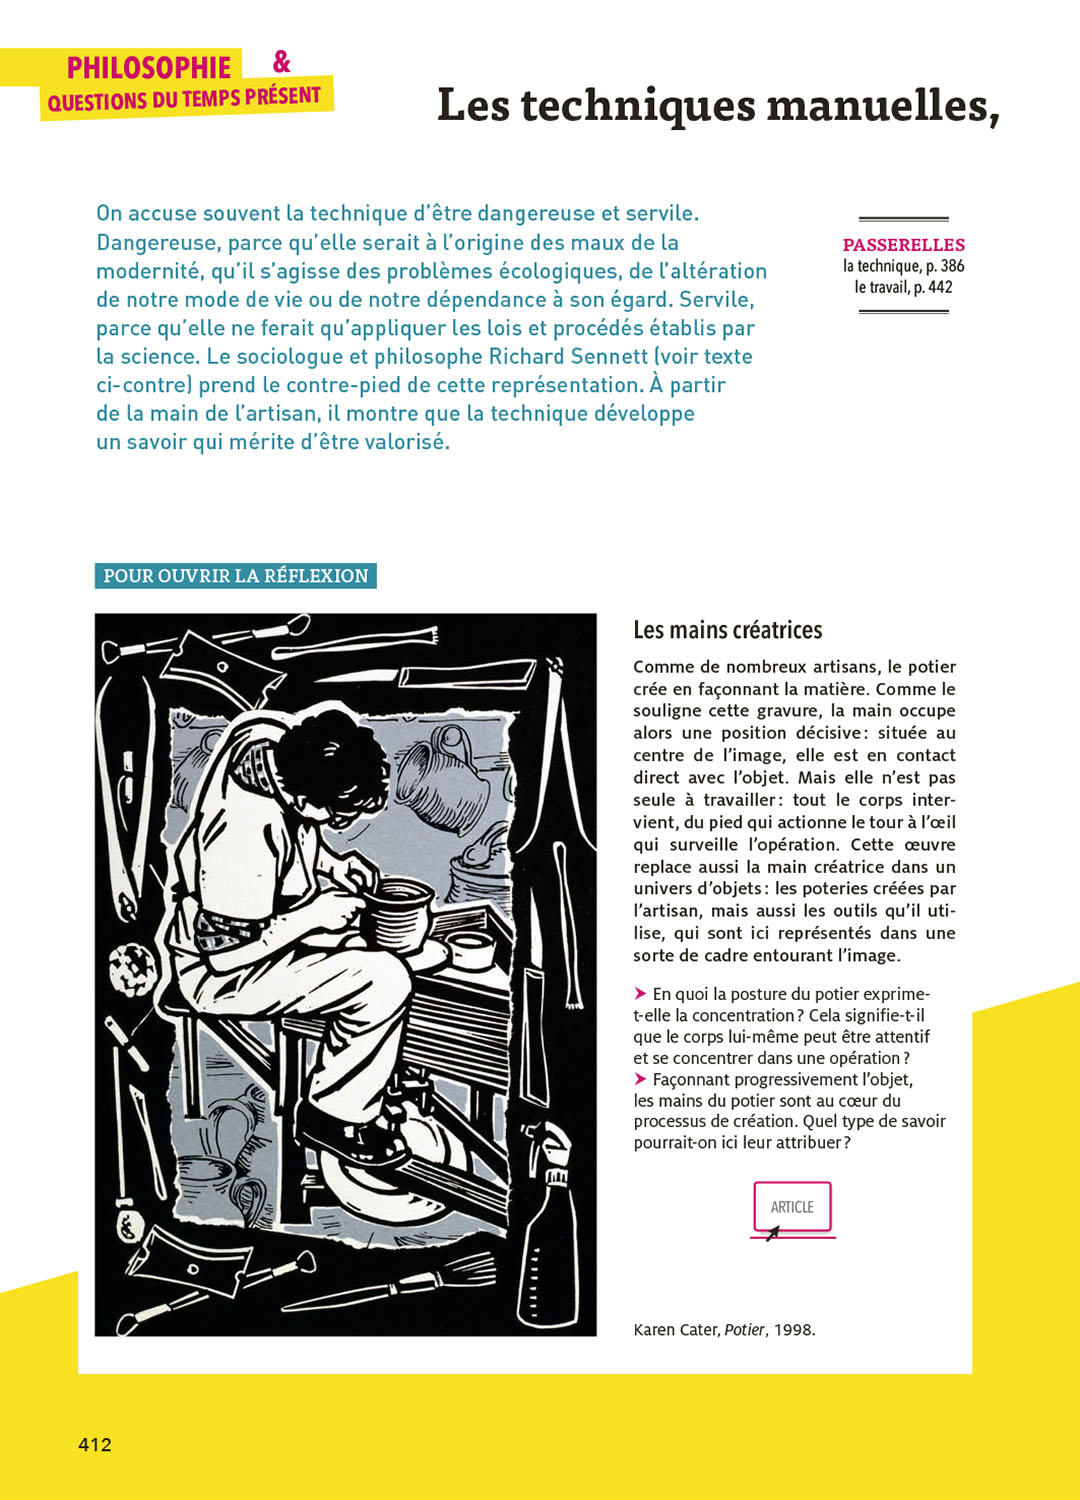 PHILOSOPHIE &
QUESTIONS DU TEMPS PRÉSENT
Les techniques manuelles,
On accuse souvent la technique d'être dangereuse et servile.
Dangereuse, parce qu'elle serait à l'origine des maux de la
modernité, qu'il s'agisse des problèmes écologiques, de l'altération
de notre mode de vie ou de notre dépendance à son égard. Servile,
parce qu'elle ne ferait qu'appliquer les lois et procédés établis par
la science. Le sociologue et philosophe Richard Sennett (voir texte
ci-contre) prend le contre-pied de cette représentation. À partir
de la main de l'artisan, il montre que la technique développe
un savoir qui mérite d'être valorisé.
PASSERELLES
la technique, p. 386
le travail, p. 442
POUR OUVRIR LA RÉFLEXION
Les mains créatrices
Comme de nombreux artisans, le potier
crée en façonnant la matière. Comme le
souligne cette gravure, la main occupe
alors une position décisive : située au
centre de l'image, elle est en contact
direct avec l'objet. Mais elle n'est pas
seule à travailler : tout le corps inter-
vient, du pied qui actionne le tour à l'œil
qui surveille l'opération. Cette œuvre
replace aussi la main créatrice dans un
univers d'objets : les poteries créées par
l'artisan, mais aussi les outils qu'il uti-
lise, qui sont ici représentés dans une
sorte de cadre entourant l'image.
➤ En quoi la posture du potier exprime-
t-elle la concentration ? Cela signifie-t-il
que le corps lui-même peut être attentif
et se concentrer dans une opération ?
➤ Façonnant progressivement l'objet,
les mains du potier sont au cœur du
processus de création. Quel type de savoir
pourrait-on ici leur attribuer ?
ARTICLE
Karen Cater, Potier, 1998.
412